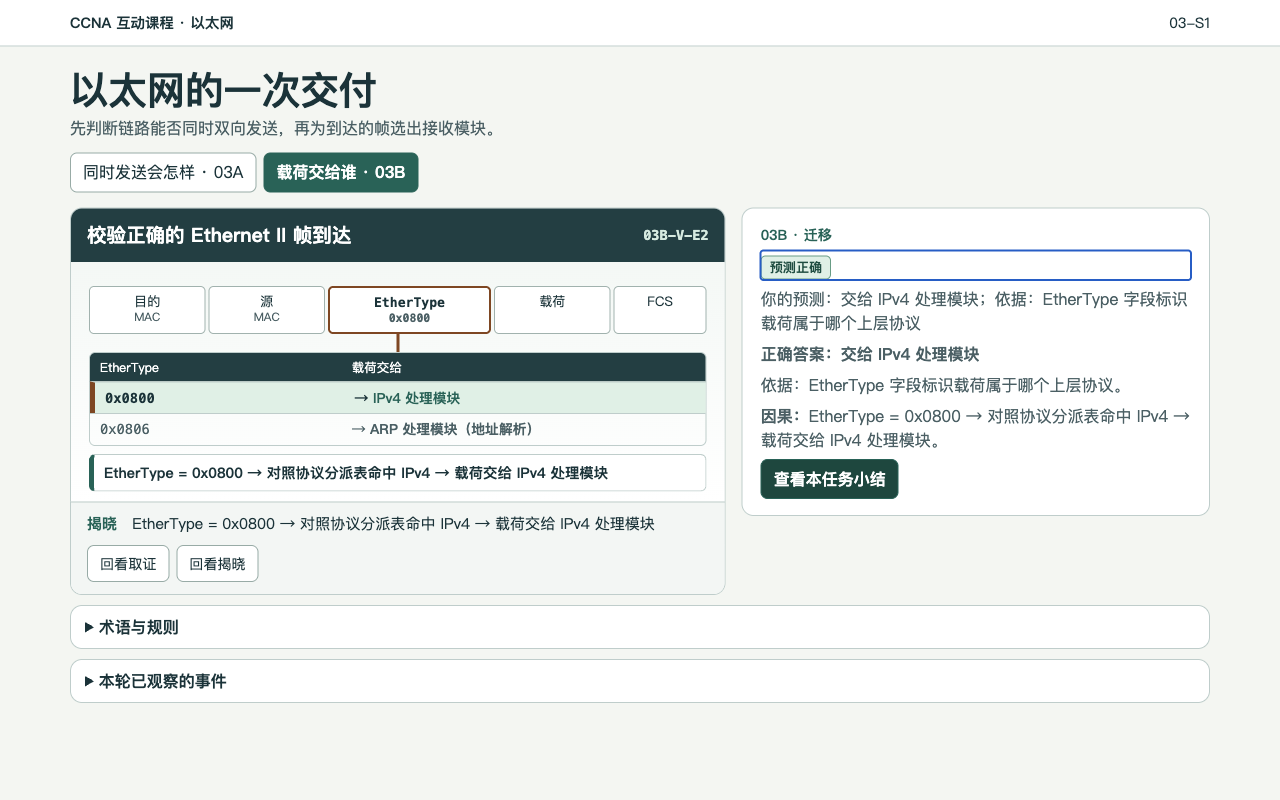 CCNA 互动课程 · 以太网
03–S1
以太网的一次交付
先判断链路能否同时双向发送，再为到达的帧选出接收模块。
同时发送会怎样 · 03A
载荷交给谁 · 03B
校验正确的 Ethernet II 帧到达
03B–V–E2
目的
MAC
源
MAC
EtherType
0x0800
载荷
FCS
EtherType
载荷交给
0x0800
→ IPv4 处理模块
0x0806
→ ARP 处理模块（地址解析）
EtherType = 0x0800 → 对照协议分派表命中 IPv4 → 载荷交给 IPv4 处理模块
揭晓 EtherType = 0x0800 → 对照协议分派表命中 IPv4 → 载荷交给 IPv4 处理模块
回看取证
回看揭晓
03B · 迁移
预测正确
你的预测：交给 IPv4 处理模块；依据：EtherType 字段标识
载荷属于哪个上层协议
正确答案：交给 IPv4 处理模块
依据：EtherType 字段标识载荷属于哪个上层协议。
因果：EtherType = 0x0800 → 对照协议分派表命中 IPv4 →
载荷交给 IPv4 处理模块。
查看本任务小结
▶ 术语与规则
▶ 本轮已观察的事件